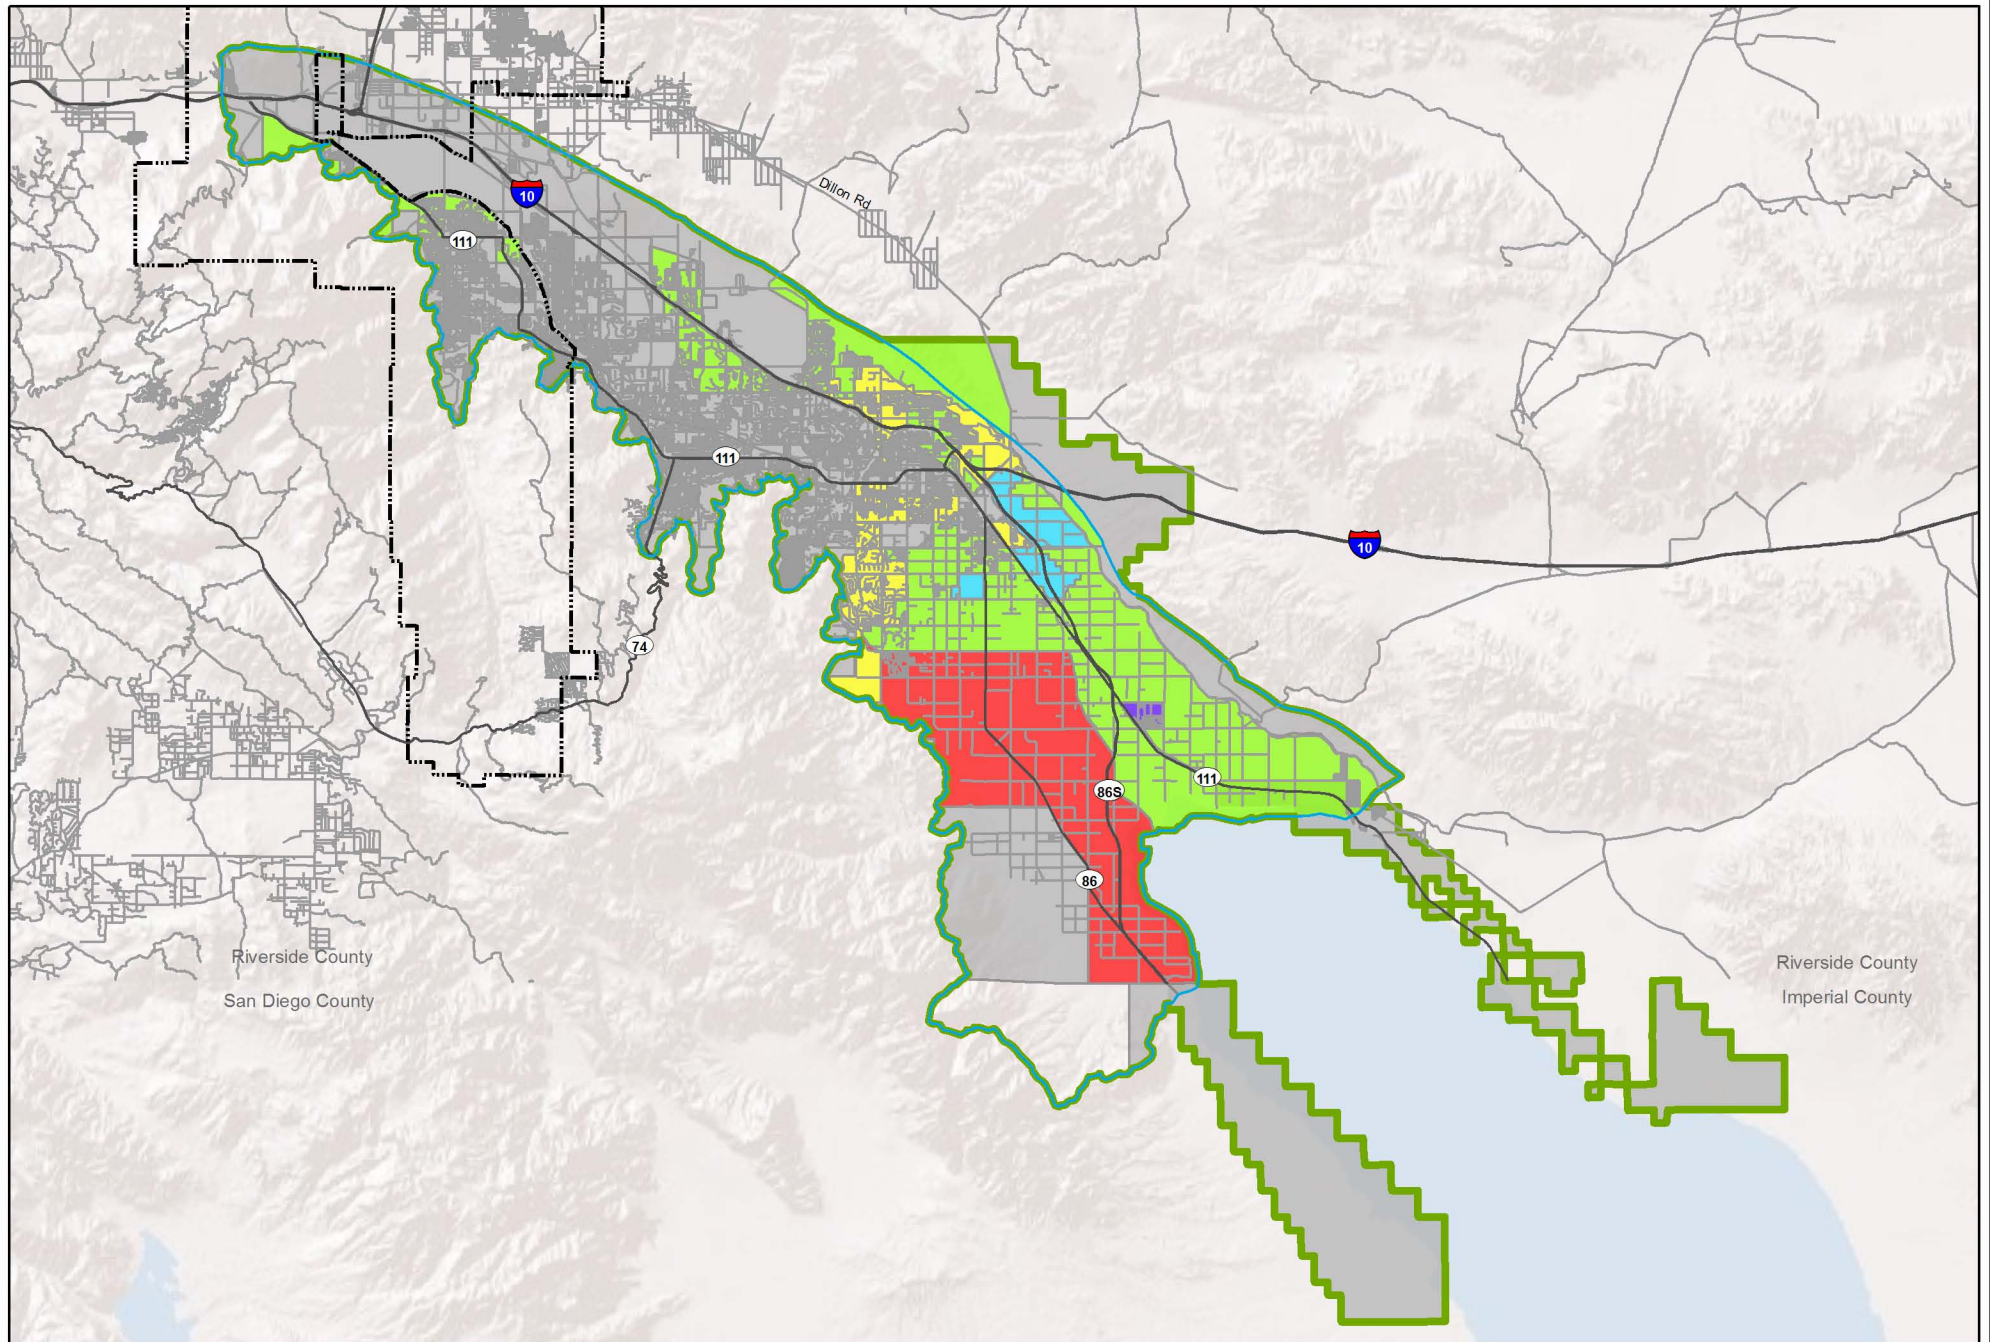 Dillon Rd
10
111
111
10
74
111
86S
86
Riverside County
San Diego County
Riverside County
Imperial County